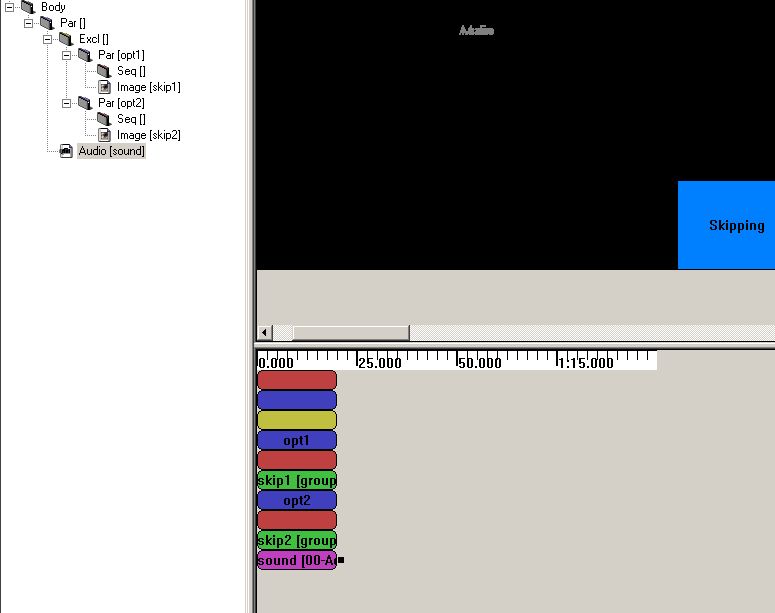 Body
Par []
Excl []
Par [opt1]
Seq []
Image [skip1]
Par [opt2]
Seq []
Image [skip2]
Audio [sound]
Skipping
0.000 25.000 50.000 1:15.000
opt1
skip1 [group
opt2
skip2 [group
sound [00-A